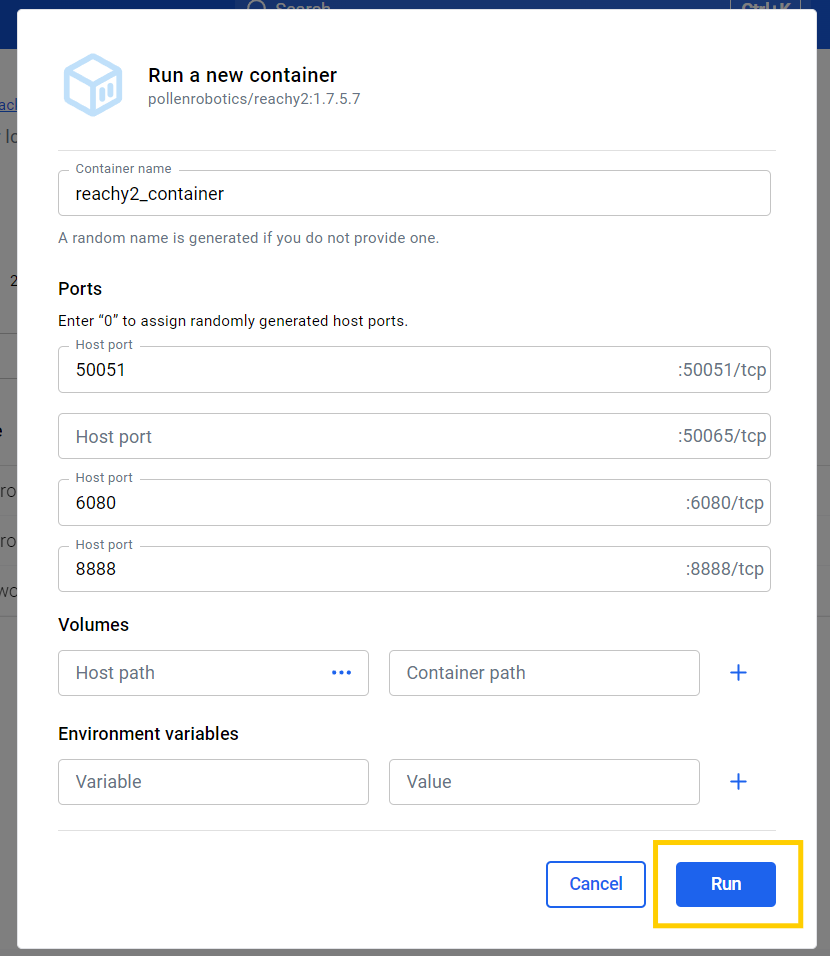 Search
Ctrl+K
Run a new container
pollenrobotics/reachy2:1.7.5.7
Container name
reachy2_container
A random name is generated if you do not provide one.
Ports
Enter “0” to assign randomly generated host ports.
Host port
50051 :50051/tcp
Host port :50065/tcp
Host port
6080 :6080/tcp
Host port
8888 :8888/tcp
Volumes
Host path ••• Container path +
Environment variables
Variable Value +
Cancel Run